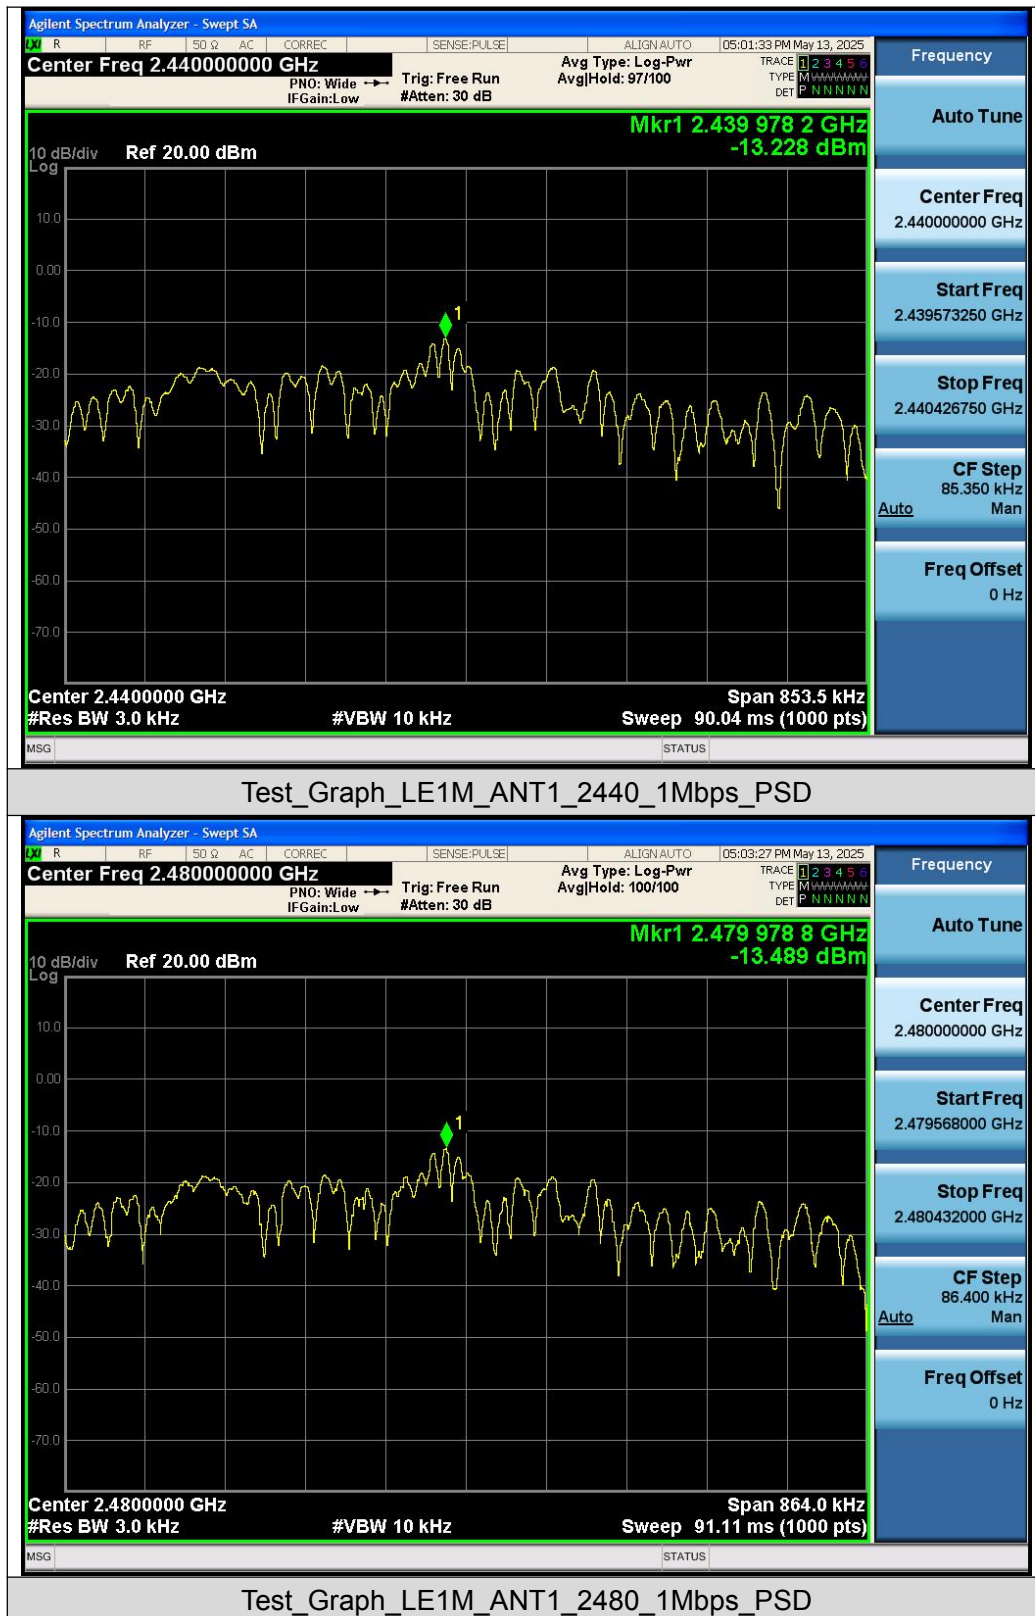 Agilent Spectrum Analyzer - Swept SA
LXI R RF 50 Ω AC CORREC SENSE:PULSE ALIGN AUTO 05:01:33 PM May 13, 2025
Center Freq 2.440000000 GHz
PNO: Wide
IFGain:Low
Trig: Free Run
#Atten: 30 dB
Avg Type: Log-Pwr
Avg|Hold: 97/100
TRACE 1 2 3 4 5 6
TYPE M
DET P N N N N N
Mkr1 2.439 978 2 GHz
-13.228 dBm
10 dB/div Ref 20.00 dBm
Log
10.0
0.00
-10.0
-20.0
-30.0
-40.0
-50.0
-60.0
-70.0
1
Center 2.4400000 GHz Span 853.5 kHz
#Res BW 3.0 kHz #VBW 10 kHz Sweep 90.04 ms (1000 pts)
MSG STATUS
Frequency
Auto Tune
Center Freq
2.440000000 GHz
Start Freq
2.439573250 GHz
Stop Freq
2.440426750 GHz
CF Step
85.350 kHz
Auto Man
Freq Offset
0 Hz
Test_Graph_LE1M_ANT1_2440_1Mbps_PSD
Agilent Spectrum Analyzer - Swept SA
LXI R RF 50 Ω AC CORREC SENSE:PULSE ALIGN AUTO 05:03:27 PM May 13, 2025
Center Freq 2.480000000 GHz
PNO: Wide
IFGain:Low
Trig: Free Run
#Atten: 30 dB
Avg Type: Log-Pwr
Avg|Hold: 100/100
TRACE 1 2 3 4 5 6
TYPE M
DET P N N N N N
Mkr1 2.479 978 8 GHz
-13.489 dBm
10 dB/div Ref 20.00 dBm
Log
10.0
0.00
-10.0
-20.0
-30.0
-40.0
-50.0
-60.0
-70.0
1
Center 2.4800000 GHz Span 864.0 kHz
#Res BW 3.0 kHz #VBW 10 kHz Sweep 91.11 ms (1000 pts)
MSG STATUS
Frequency
Auto Tune
Center Freq
2.480000000 GHz
Start Freq
2.479568000 GHz
Stop Freq
2.480432000 GHz
CF Step
86.400 kHz
Auto Man
Freq Offset
0 Hz
Test_Graph_LE1M_ANT1_2480_1Mbps_PSD